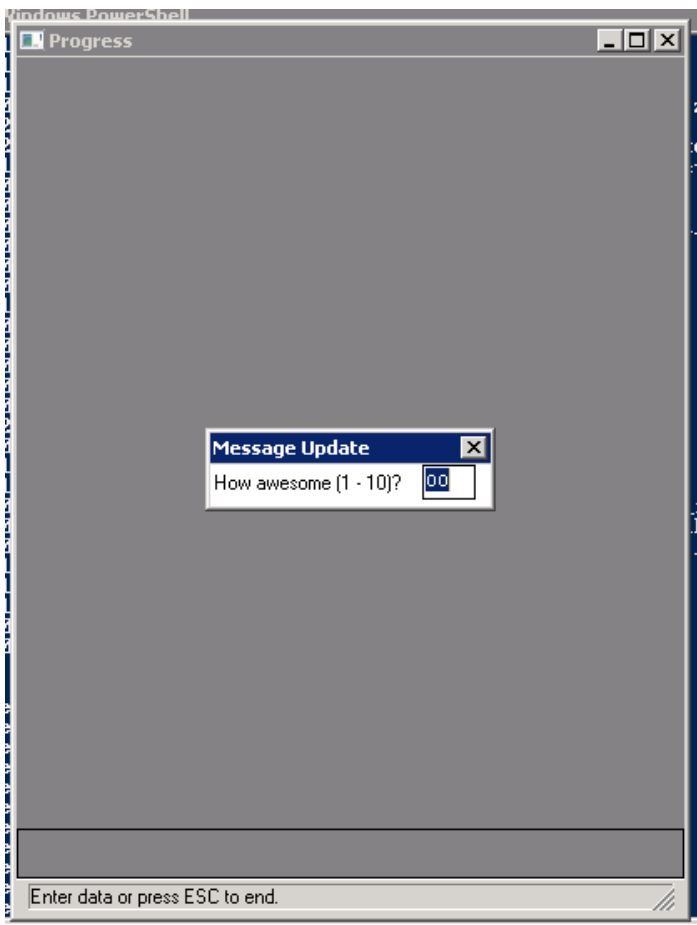 Windows PowerShell
Progress
Message Update
How awesome (1 - 10)?
00
Enter data or press ESC to end.